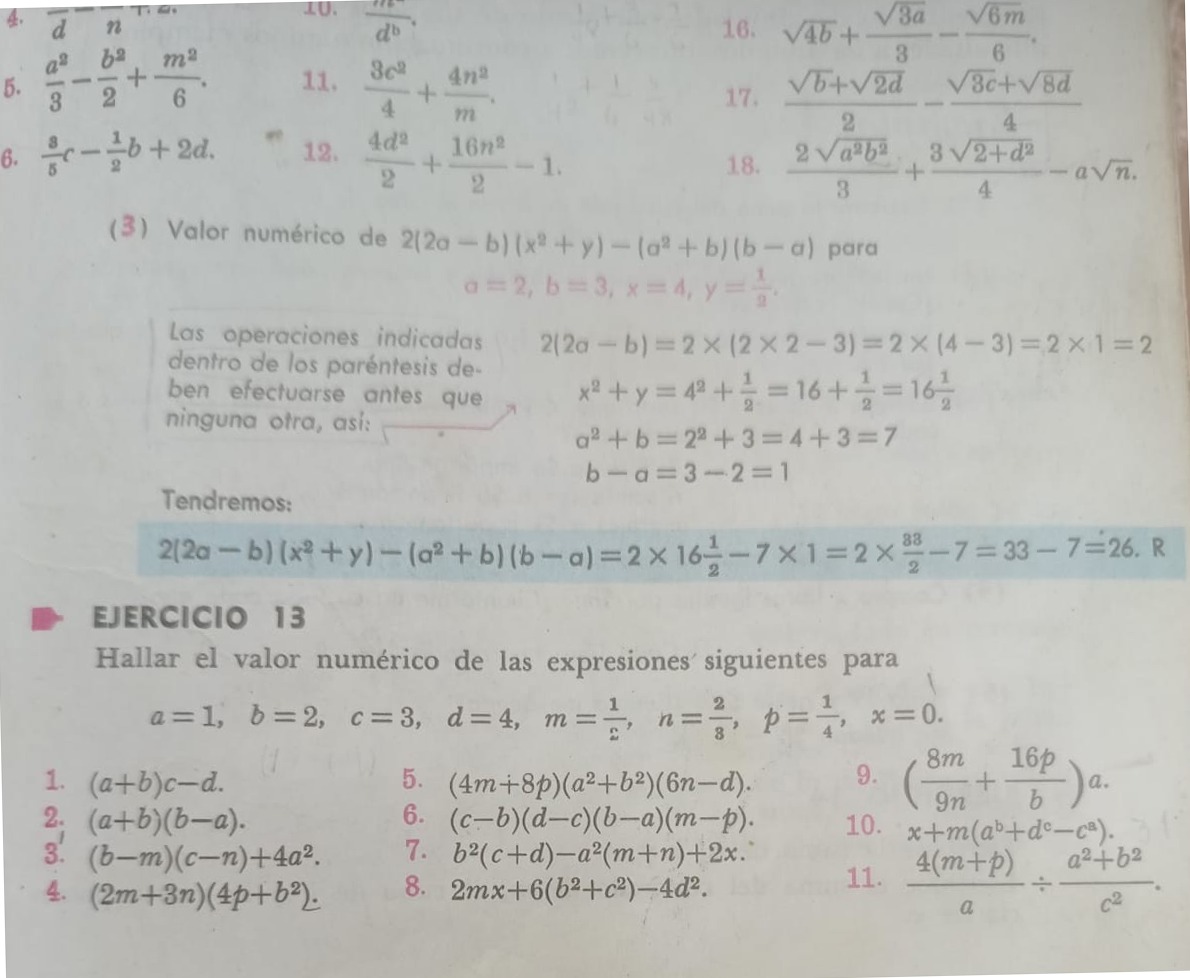 4. d n + 2.
5. a²/3 − b²/2 + m²/6.
6. 3/5c − 1/2b + 2d.
10. dᵇ.
11. 3c²/4 + 4n²/m.
12. 4d²/2 + 16n²/2 − 1.
16. √4b + √3a/3 − √6m/6.
17. (√b+√2d)/2 − (√3c+√8d)/4
18. 2√a²b²/3 + 3√2+d²/4 − a√n.
(3) Valor numérico de 2(2a − b)(x² + y) − (a² + b)(b − a) para
a = 2, b = 3, x = 4, y = 1/2.
Las operaciones indicadas
dentro de los paréntesis de-
ben efectuarse antes que
ninguna otra, así:
2(2a − b) = 2 × (2 × 2 − 3) = 2 × (4 − 3) = 2 × 1 = 2
x² + y = 4² + 1/2 = 16 + 1/2 = 16 1/2
a² + b = 2² + 3 = 4 + 3 = 7
b − a = 3 − 2 = 1
Tendremos:
2(2a − b)(x² + y) − (a² + b)(b − a) = 2 × 16 1/2 − 7 × 1 = 2 × 33/2 − 7 = 33 − 7 = 26. R
EJERCICIO 13
Hallar el valor numérico de las expresiones siguientes para
a = 1, b = 2, c = 3, d = 4, m = 1/2, n = 2/3, p = 1/4, x = 0.
1. (a+b)c−d.
2. (a+b)(b−a).
3. (b−m)(c−n)+4a².
4. (2m+3n)(4p+b²).
5. (4m+8p)(a²+b²)(6n−d).
6. (c−b)(d−c)(b−a)(m−p).
7. b²(c+d)−a²(m+n)+2x.
8. 2mx+6(b²+c²)−4d².
9. (8m/9n + 16p/b)a.
10. x+m(aᵇ+dᶜ−cᵃ).
11. 4(m+p)/a ÷ (a²+b²)/c².